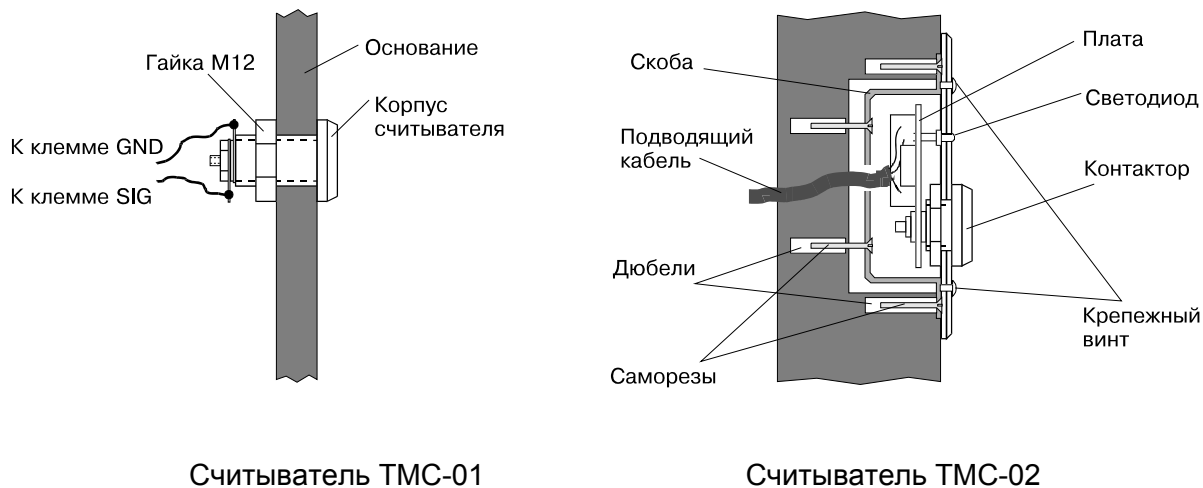 Гайка М12
Основание
Корпус
считывателя
К клемме GND
К клемме SIG
Скоба
Подводящий
кабель
Дюбели
Саморезы
Плата
Светодиод
Контактор
Крепежный
винт
Считыватель ТМС-01
Считыватель ТМС-02